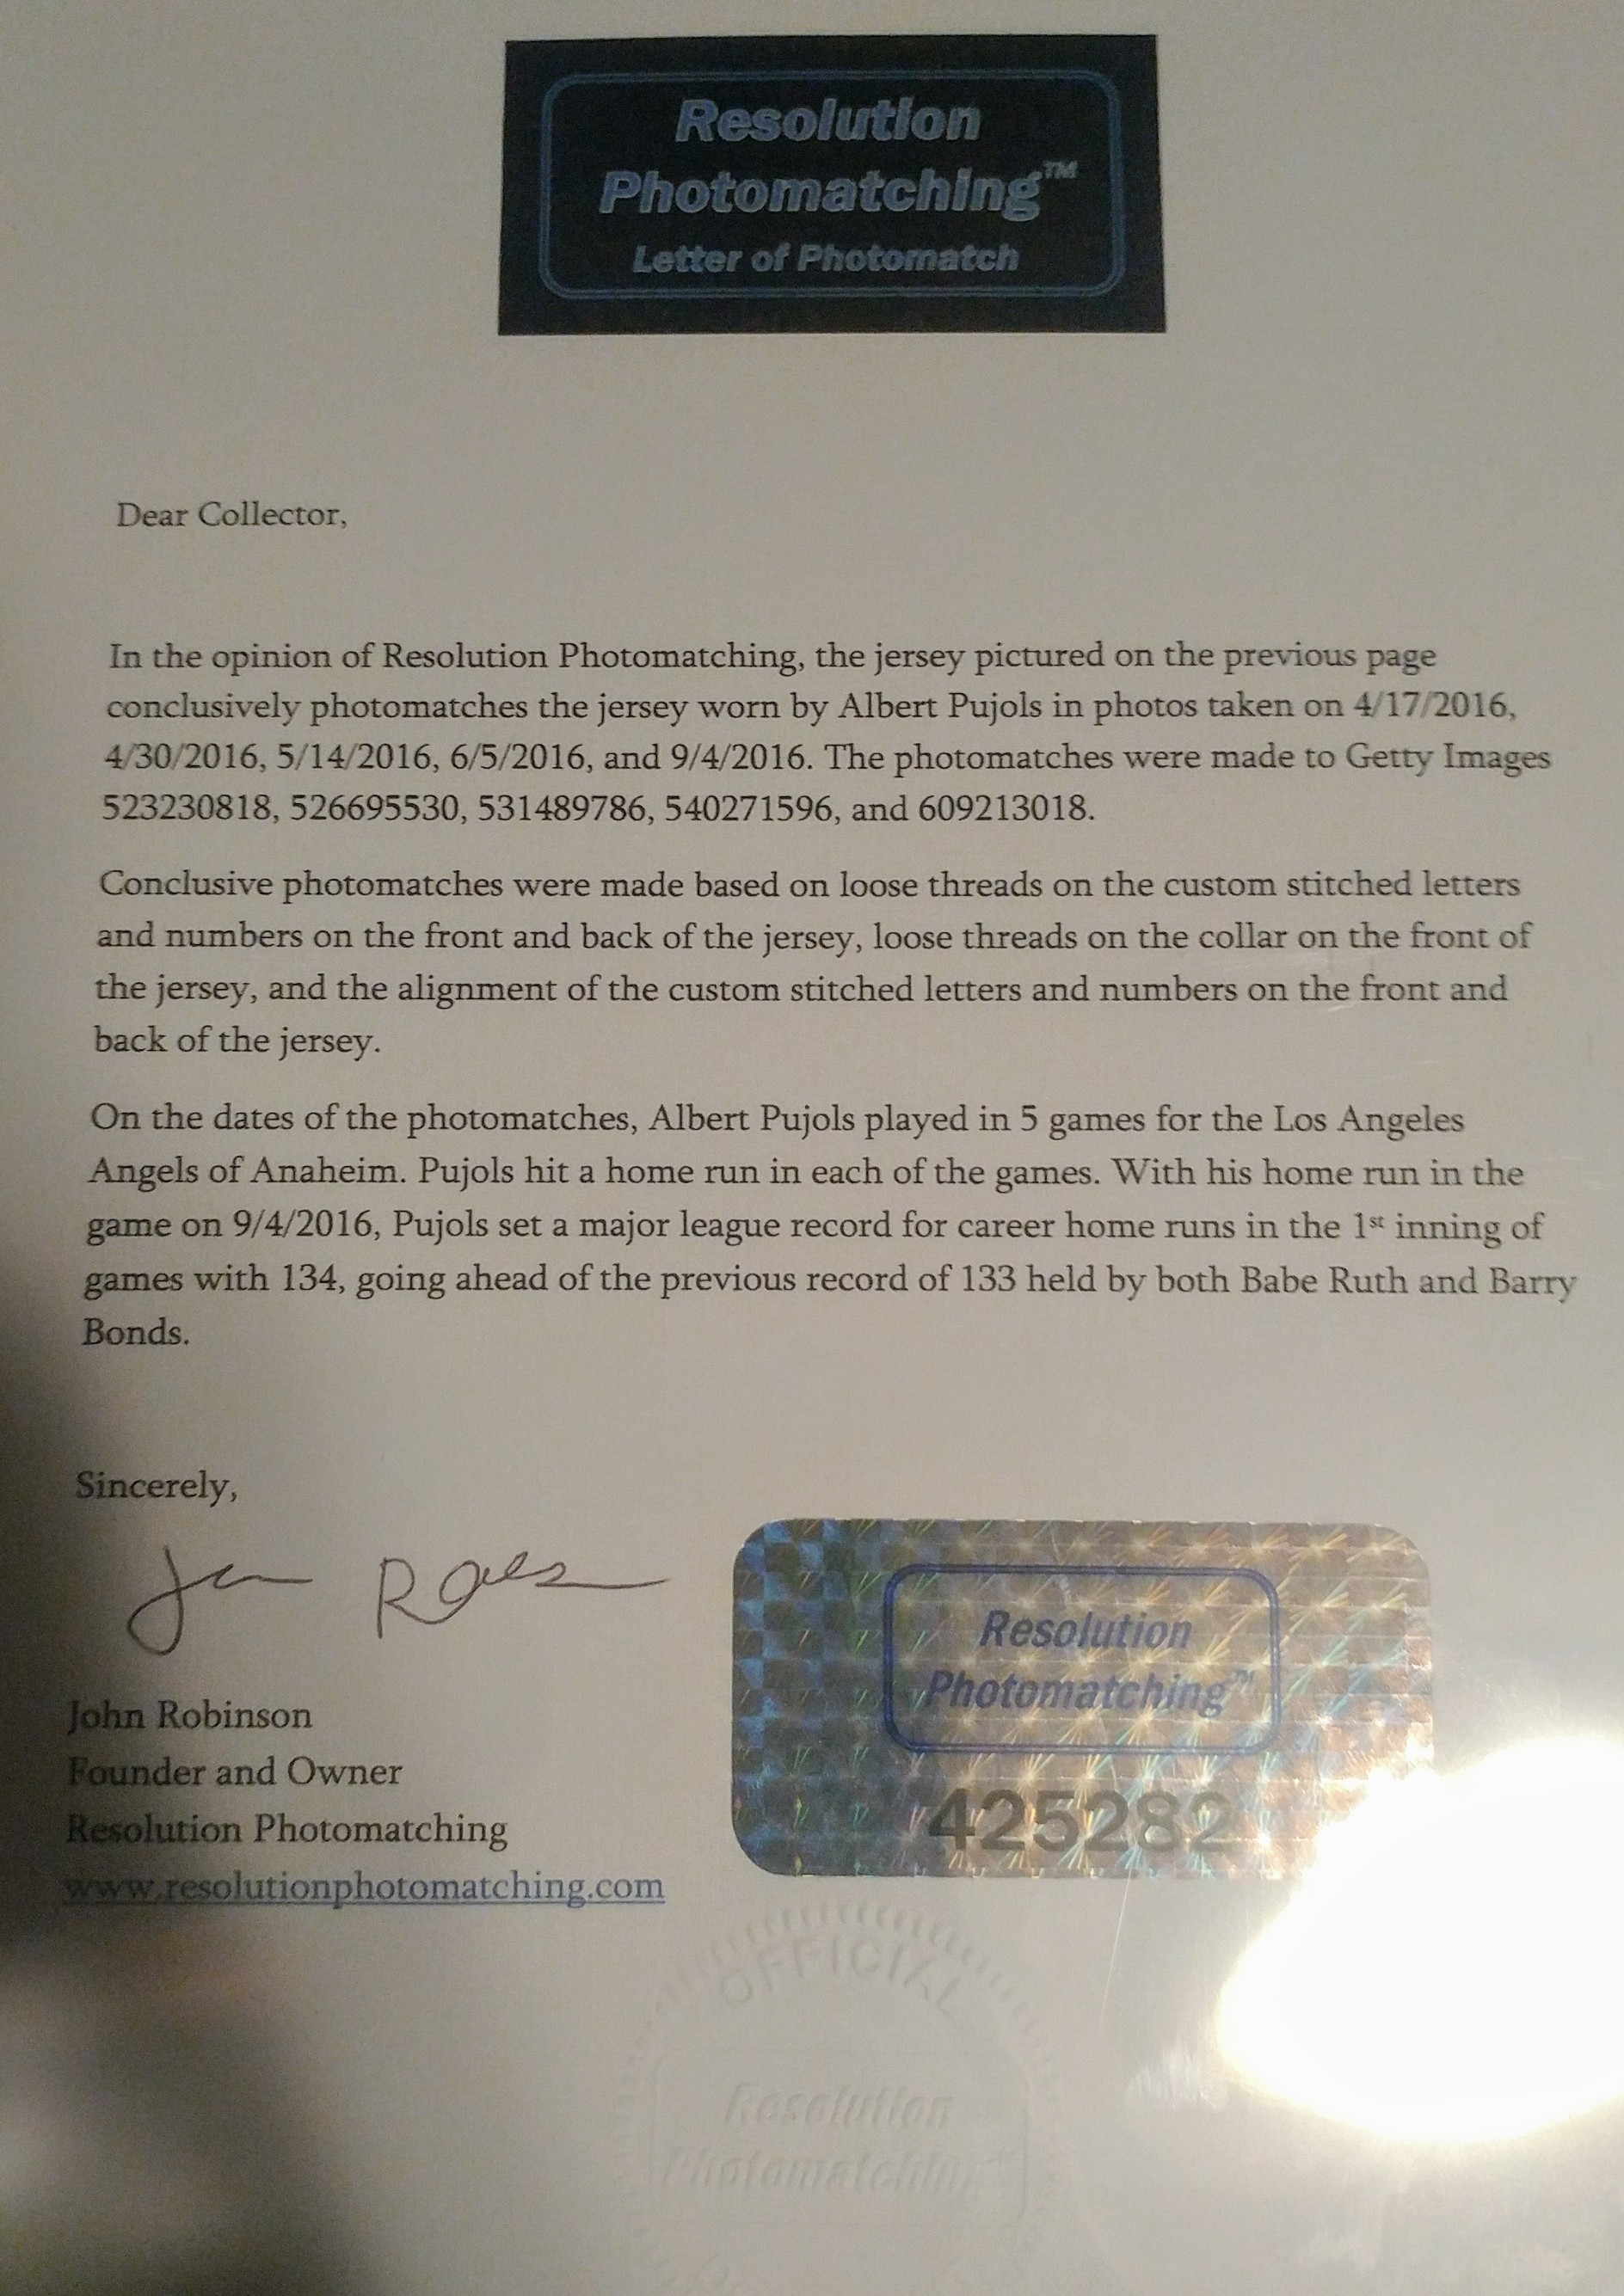 Resolution
Photomatching™
Letter of Photomatch
Dear Collector,
In the opinion of Resolution Photomatching, the jersey pictured on the previous page
conclusively photomatches the jersey worn by Albert Pujols in photos taken on 4/17/2016,
4/30/2016, 5/14/2016, 6/5/2016, and 9/4/2016. The photomatches were made to Getty Images
523230818, 526695530, 531489786, 540271596, and 609213018.
Conclusive photomatches were made based on loose threads on the custom stitched letters
and numbers on the front and back of the jersey, loose threads on the collar on the front of
the jersey, and the alignment of the custom stitched letters and numbers on the front and
back of the jersey.
On the dates of the photomatches, Albert Pujols played in 5 games for the Los Angeles
Angels of Anaheim. Pujols hit a home run in each of the games. With his home run in the
game on 9/4/2016, Pujols set a major league record for career home runs in the 1st inning of
games with 134, going ahead of the previous record of 133 held by both Babe Ruth and Barry
Bonds.
Sincerely,
John Robinson
Founder and Owner
Resolution Photomatching
www.resolutionphotomatching.com
Resolution
Photomatching™
425282
OFFICIAL
Resolution
Photomatching™